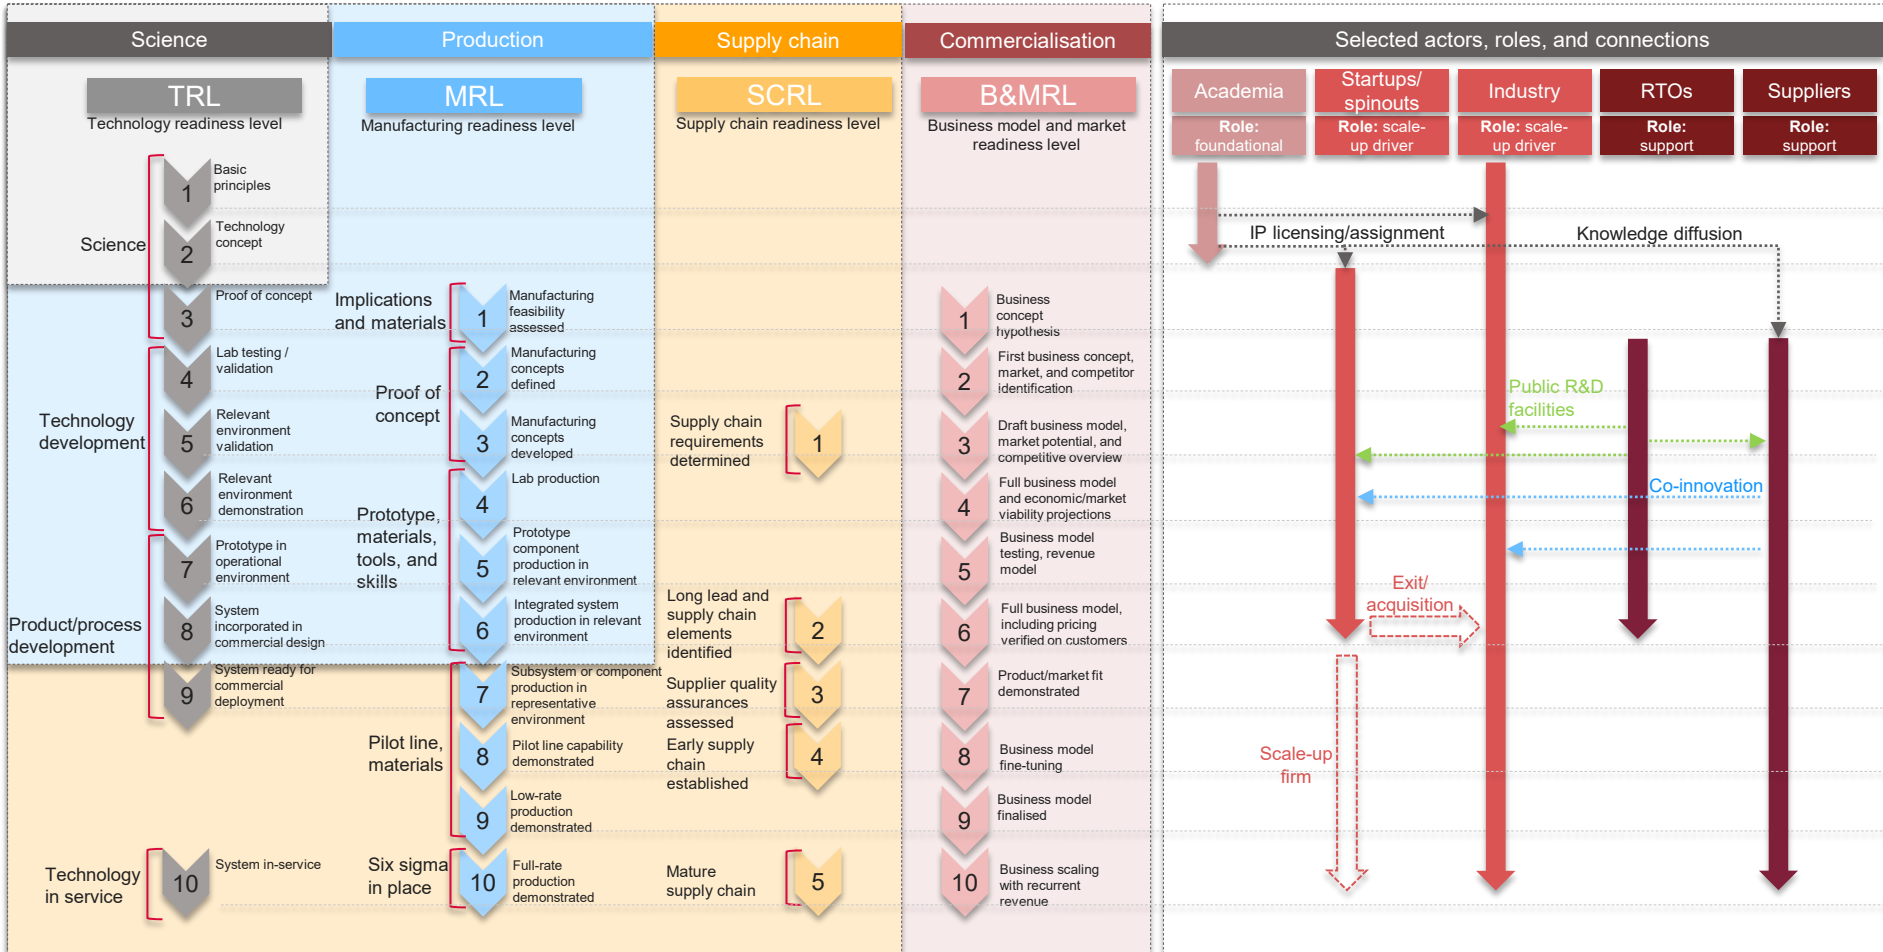 Science
Production
Supply chain
Commercialisation
Selected actors, roles, and connections
TRL
Technology readiness level
MRL
Manufacturing readiness level
SCRL
Supply chain readiness level
B&MRL
Business model and market
readiness level
Academia
Role:
foundational
Startups/
spinouts
Role: scale-
up driver
Industry
Role: scale-
up driver
RTOs
Role:
support
Suppliers
Role:
support
Science
1
Basic
principles
2
Technology
concept
3
Proof of concept
Technology
development
4
Lab testing /
validation
5
Relevant
environment
validation
6
Relevant
environment
demonstration
Product/process
development
7
Prototype in
operational
environment
8
System
incorporated in
commercial design
9
System ready for
commercial
deployment
Technology
in service
10
System in-service
Implications
and materials
1
Manufacturing
feasibility
assessed
Proof of
concept
2
Manufacturing
concepts
defined
3
Manufacturing
concepts
developed
Prototype,
materials,
tools, and
skills
4
Lab production
5
Prototype
component
production in
relevant environment
6
Integrated system
production in relevant
environment
Pilot line,
materials
7
Subsystem or component
production in
representative
environment
8
Pilot line capability
demonstrated
9
Low-rate
production
demonstrated
Six sigma
in place
10
Full-rate
production
demonstrated
Supply chain
requirements
determined
1
Long lead and
supply chain
elements
identified
2
Supplier quality
assurances
assessed
3
Early supply
chain
established
4
Mature
supply chain
5
1
Business
concept
hypothesis
2
First business concept,
market, and competitor
identification
3
Draft business model,
market potential, and
competitive overview
4
Full business model
and economic/market
viability projections
5
Business model
testing, revenue
model
6
Full business model,
including pricing
verified on customers
7
Product/market fit
demonstrated
8
Business model
fine-tuning
9
Business model
finalised
10
Business scaling
with recurrent
revenue
IP licensing/assignment
Knowledge diffusion
Public R&D
facilities
Co-innovation
Exit/
acquisition
Scale-up
firm